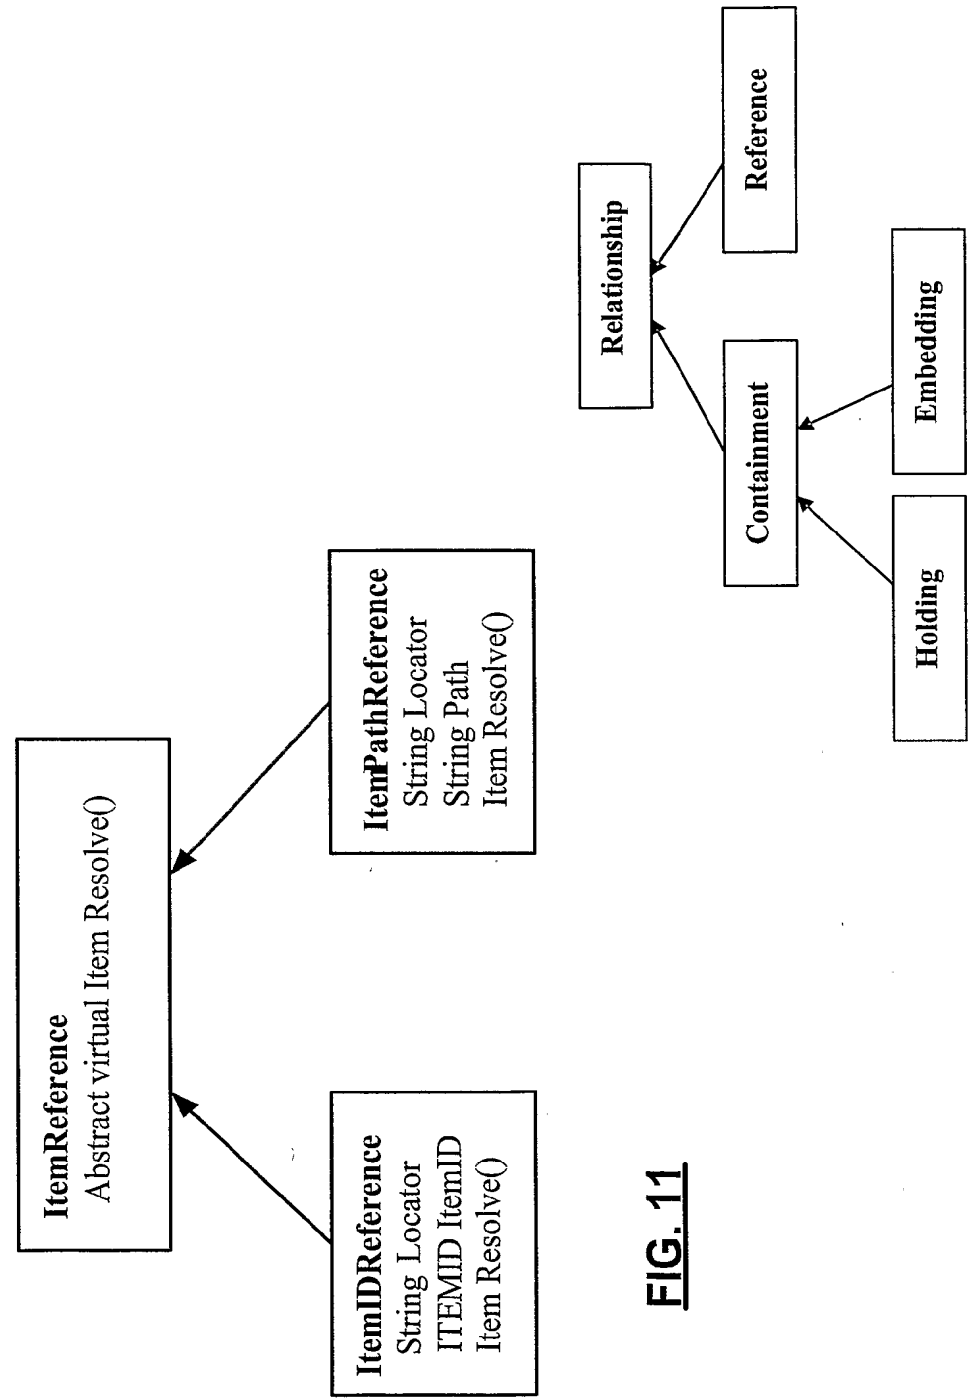 ItemReference
Abstract virtual Item Resolve()
ItemIDReference
String Locator
ITEMID ItemID
Item Resolve()
ItemPathReference
String Locator
String Path
Item Resolve()
Relationship
Containment
Reference
Holding
Embedding
FIG. 11